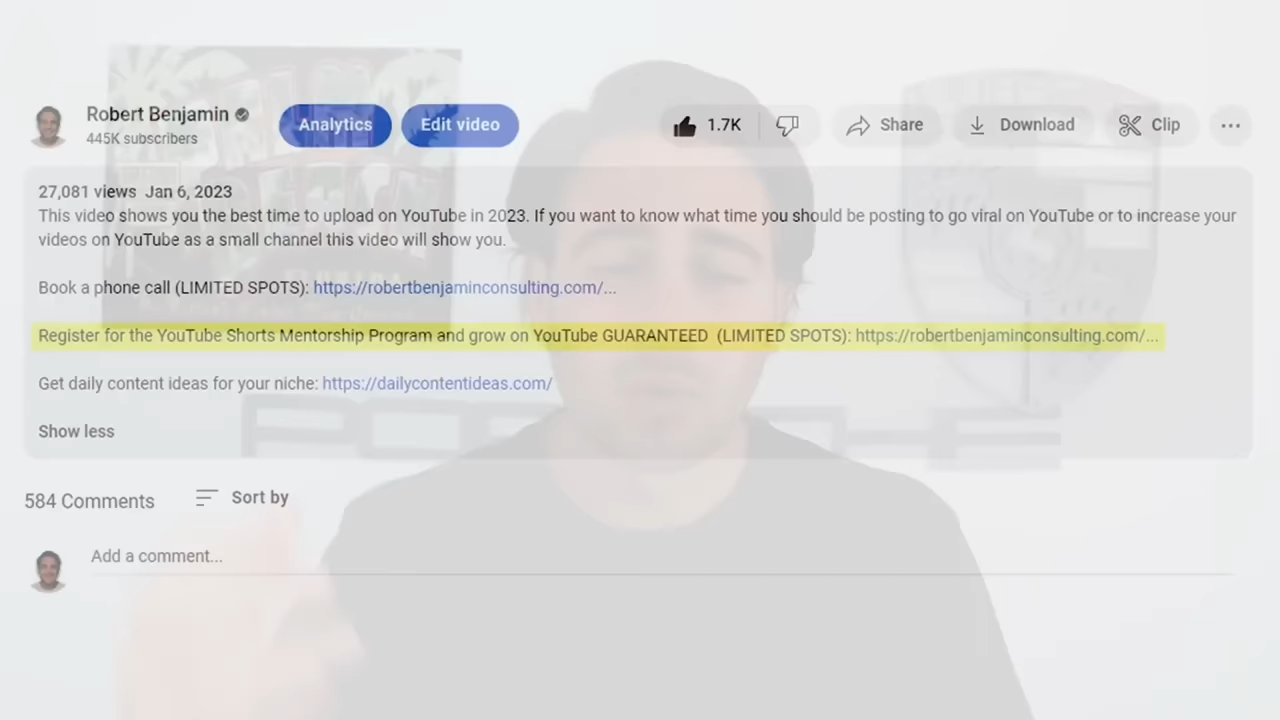 Robert Benjamin
445K subscribers
Analytics
Edit video
1.7K
Share
Download
Clip
27,081 views Jan 6, 2023
This video shows you the best time to upload on YouTube in 2023. If you want to know what time you should be posting to go viral on YouTube or to increase your
videos on YouTube as a small channel this video will show you.
Book a phone call (LIMITED SPOTS): https://robertbenjaminconsulting.com/...
Register for the YouTube Shorts Mentorship Program and grow on YouTube GUARANTEED (LIMITED SPOTS): https://robertbenjaminconsulting.com/...
Get daily content ideas for your niche: https://dailycontentideas.com/
Show less
584 Comments
Sort by
Add a comment...